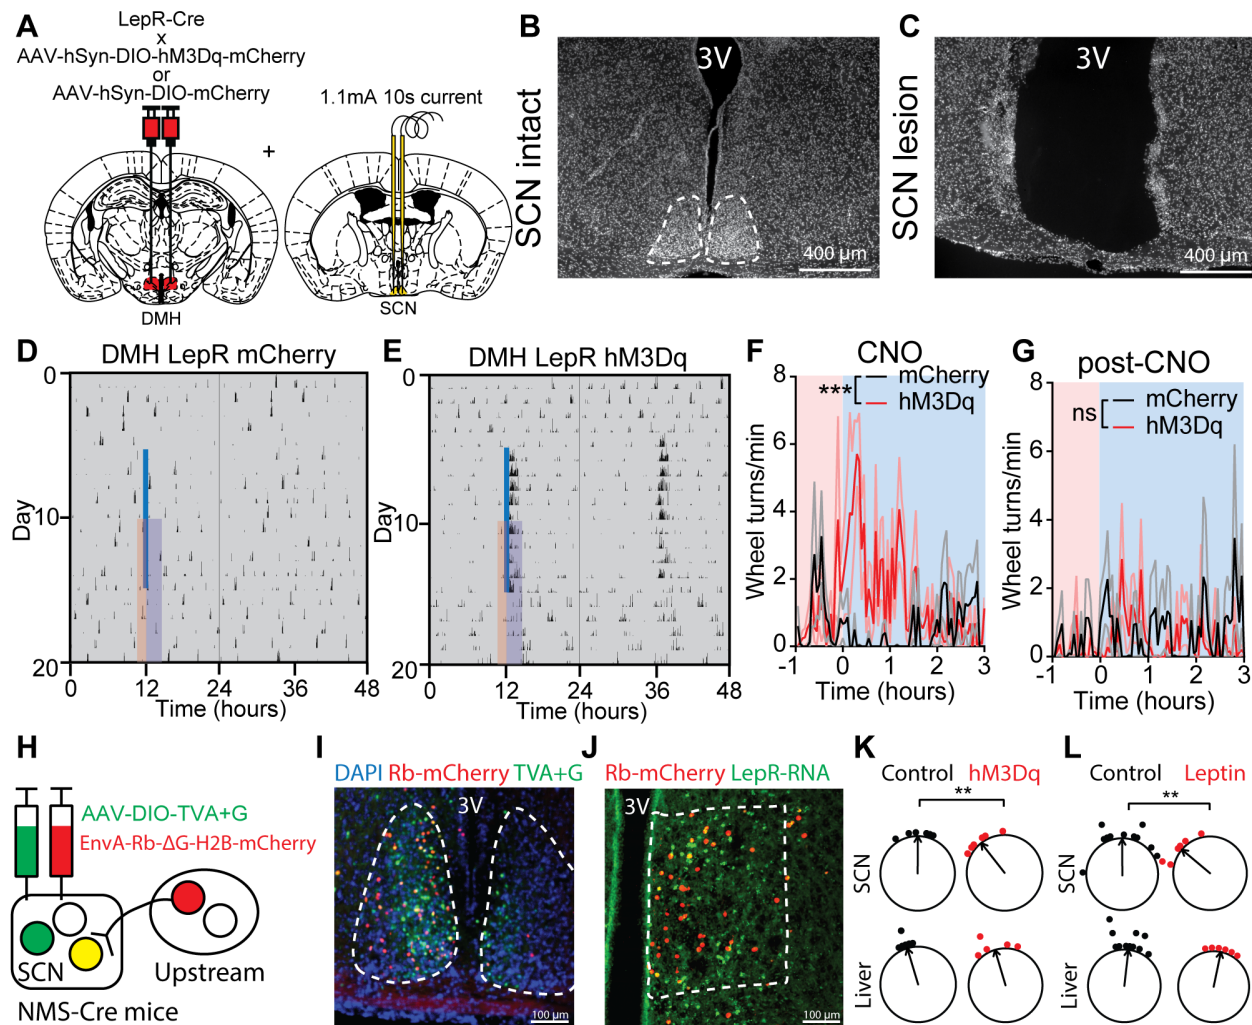 A
LepR-Cre
x
AAV-hSyn-DIO-hM3Dq-mCherry
or
AAV-hSyn-DIO-mCherry
+
1.1mA 10s current
DMH
SCN
B
SCN intact
3V
400 µm
C
SCN lesion
3V
400 µm
D
DMH LepR mCherry
Day
0
10
20
0 12 24 36 48
Time (hours)
E
DMH LepR hM3Dq
Day
0
10
20
0 12 24 36 48
Time (hours)
F
CNO
*** mCherry
hM3Dq
Wheel turns/min
8
6
4
2
0
-1 0 1 2 3
Time (hours)
G
post-CNO
ns mCherry
hM3Dq
Wheel turns/min
8
6
4
2
0
-1 0 1 2 3
Time (hours)
H
AAV-DIO-TVA+G
EnvA-Rb-ΔG-H2B-mCherry
SCN
Upstream
NMS-Cre mice
I
DAPI Rb-mCherry TVA+G
3V
100 µm
J
Rb-mCherry LepR-RNA
3V
100 µm
K
Control hM3Dq
**
SCN
Liver
L
Control Leptin
**
SCN
Liver